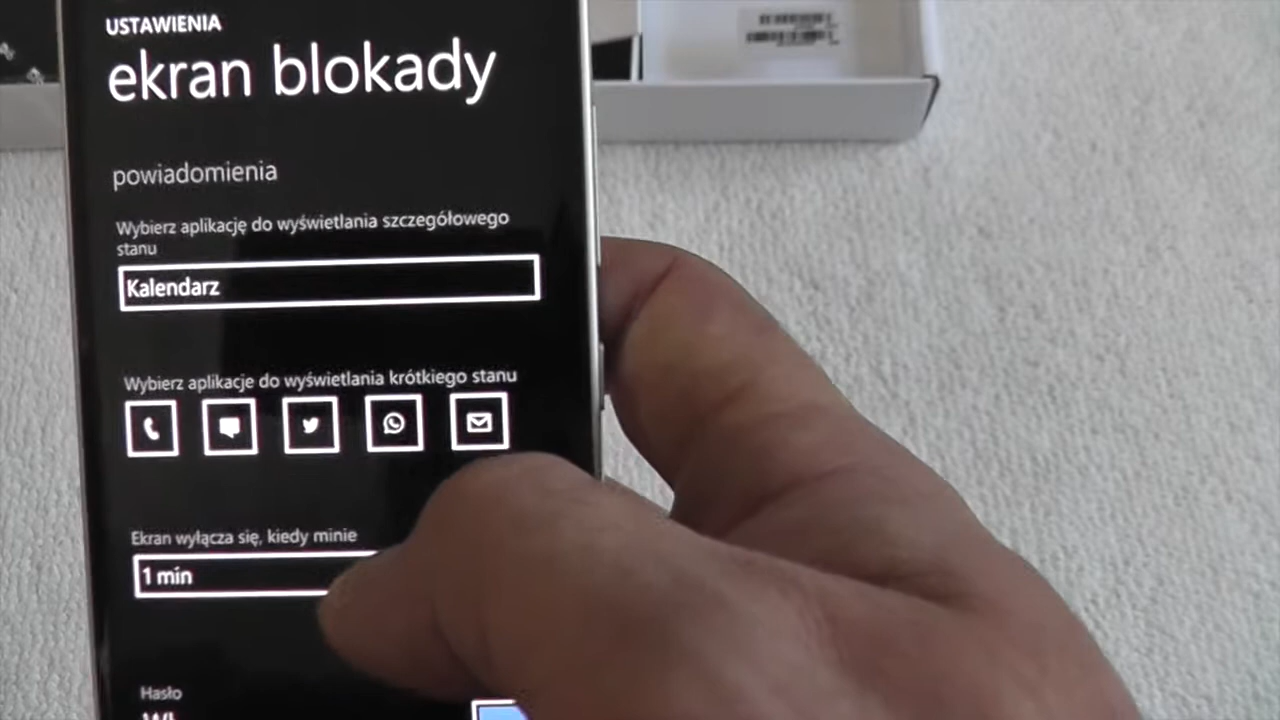 USTAWIENIA
ekran blokady
powiadomienia
Wybierz aplikację do wyświetlania szczegółowego
stanu
Kalendarz
Wybierz aplikacje do wyświetlania krótkiego stanu
Ekran wyłącza się, kiedy minie
1 min
Hasło